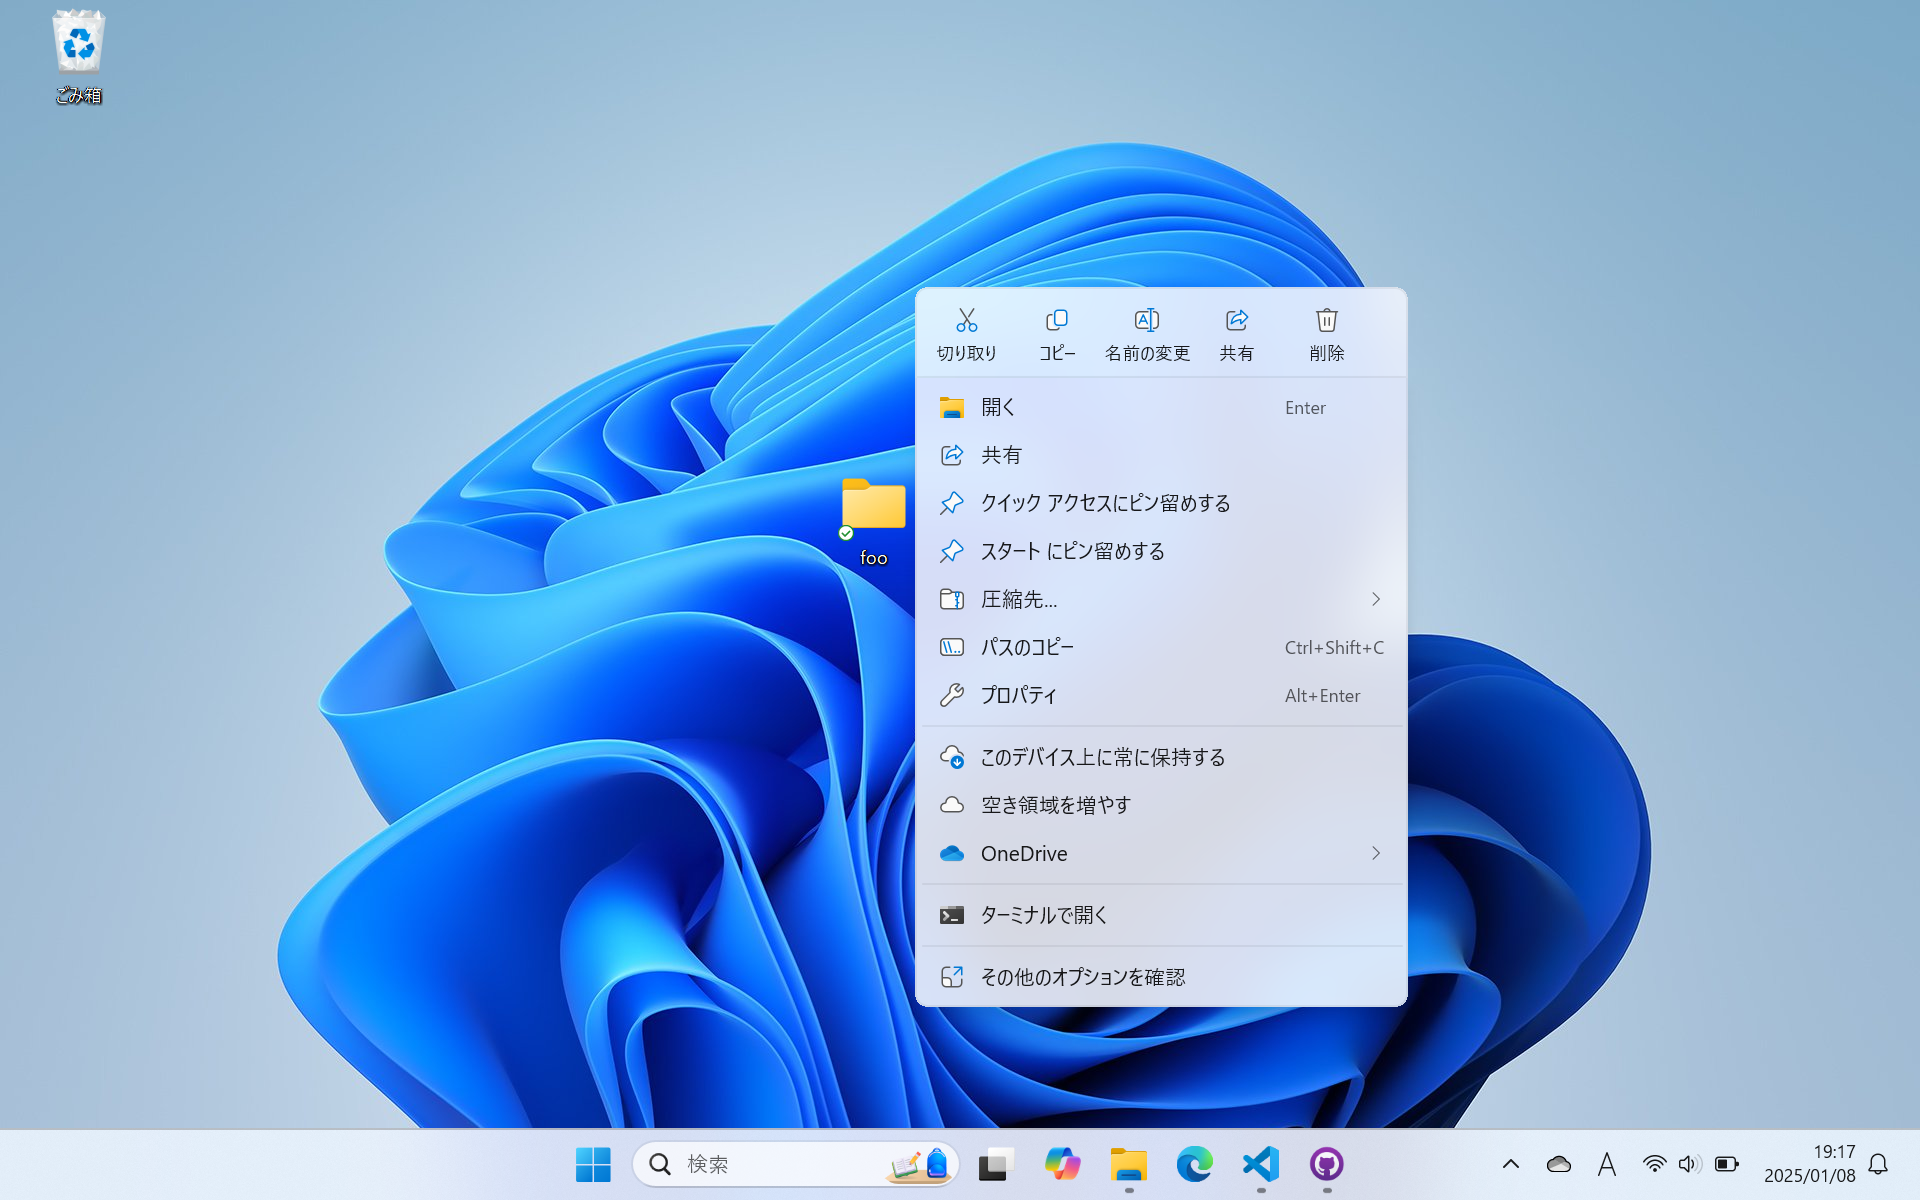 ごみ箱
切り取り
コピー
名前の変更
共有
削除
開く Enter
共有
クイック アクセスにピン留めする
foo
スタート にピン留めする
圧縮先...
パスのコピー Ctrl+Shift+C
プロパティ Alt+Enter
このデバイス上に常に保持する
空き領域を増やす
OneDrive
ターミナルで開く
その他のオプションを確認
検索
A
19:17
2025/01/08